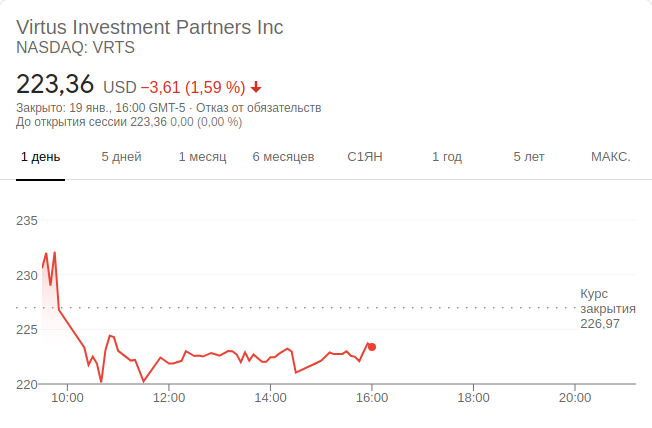 Virtus Investment Partners Inc
NASDAQ: VRTS
223,36 USD −3,61 (1,59 %)
Закрыто: 19 янв., 16:00 GMT-5 · Отказ от обязательств
До открытия сессии 223,36 0,00 (0,00 %)
1 день 5 дней 1 месяц 6 месяцев С1ЯН 1 год 5 лет МАКС.
235
230
Курс
закрытия
226,97
225
220
10:00 12:00 14:00 16:00 18:00 20:00